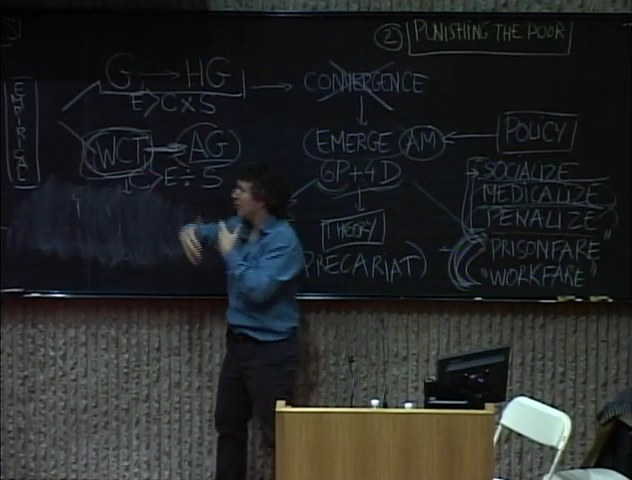 ② PUNISHING THE POOR
G → HG → CONVERGENCE
E > C X S
EMPIRICAL
WCT → AG
C > E ÷ S
EMERGE AM ← POLICY
GP + 4D
THEORY
PRECARIAT)
SOCIALIZE
MEDICALIZE
PENALIZE
"PRISONFARE"
"WORKFARE"